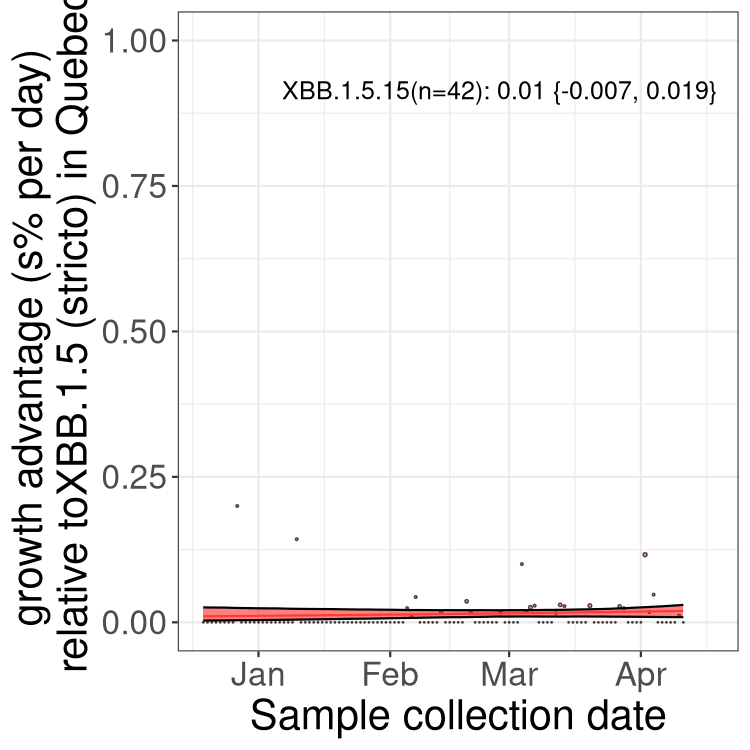 growth advantage (s% per day)
relative toXBB.1.5 (stricto) in Quebec
1.00
0.75
0.50
0.25
0.00
XBB.1.5.15(n=42): 0.01 {-0.007, 0.019}
Jan Feb Mar Apr
Sample collection date